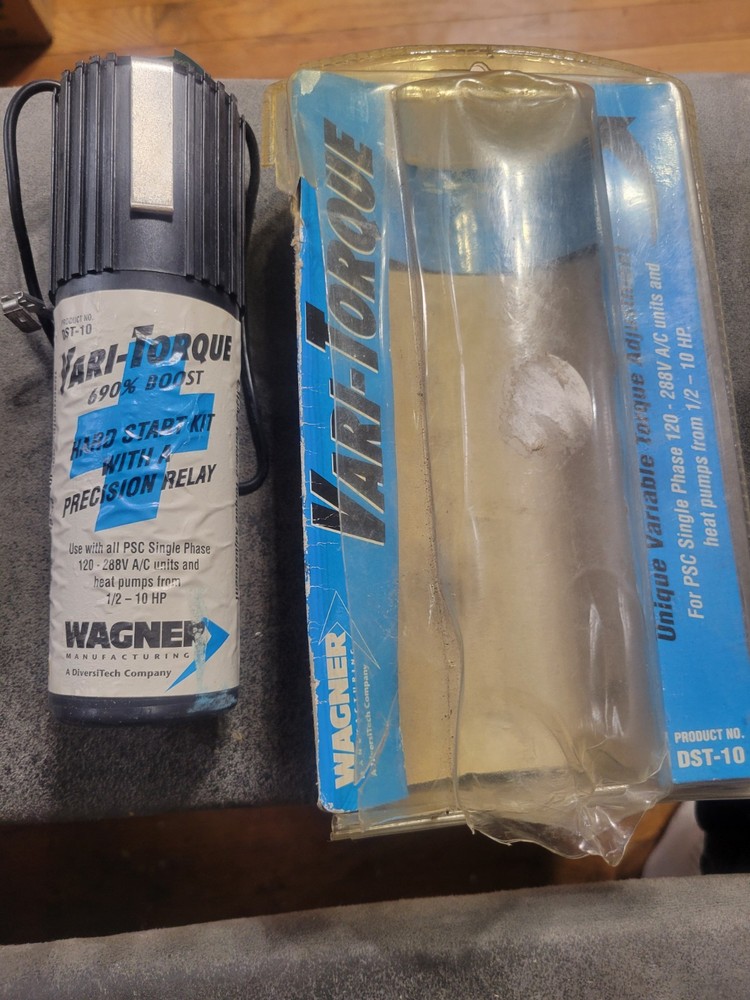 PRODUCT NO.
DST-10
VARI-TORQUE
690% BOOST
HARD START KIT
WITH A
PRECISION RELAY
Use with all PSC Single Phase
120 - 288V A/C units and
heat pumps from
1/2 – 10 HP
WAGNER
MANUFACTURING
A DiversiTech Company
VARI-TORQUE
WAGNER
MANUFACTURING
A DiversiTech Company
Unique Variable Torque Adjustment
For PSC Single Phase 120 - 288V A/C units and
heat pumps from 1/2 – 10 HP.
PRODUCT NO.
DST-10